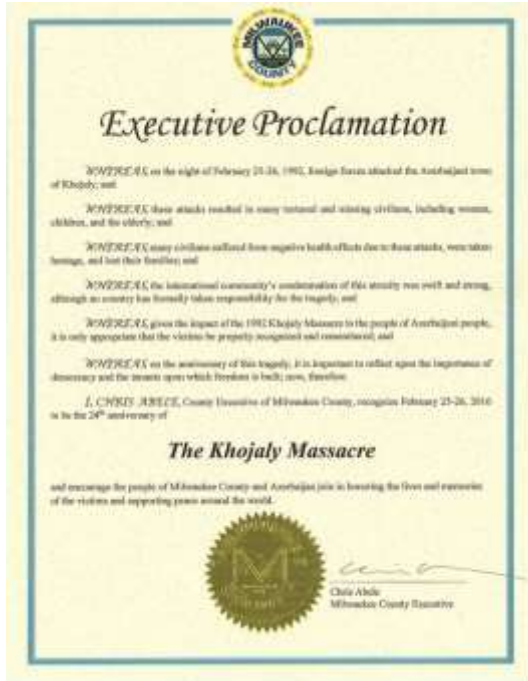 MILWAUKEE
COUNTY
Executive Proclamation
WHEREAS, on the night of February 25-26, 1992, foreign forces attacked the Azerbaijani town
of Khojaly; and
WHEREAS, these attacks resulted in many tortured and missing civilians, including women,
children, and the elderly; and
WHEREAS, many civilians suffered from negative health effects due to these attacks, were taken
hostage, and lost their families; and
WHEREAS, the international community's condemnation of this atrocity was swift and strong,
although no country has formally taken responsibility for the tragedy; and
WHEREAS, given the impact of the 1992 Khojaly Massacre to the people of Azerbaijani people,
it is only appropriate that the victims be properly recognized and remembered; and
WHEREAS, on the anniversary of this tragedy, it is important to reflect upon the importance of
democracy and the tenants upon which freedom is built; now, therefore
I, CHRIS ABELE, County Executive of Milwaukee County, recognize February 25-26, 2016
to be the 24th anniversary of
The Khojaly Massacre
and encourage the people of Milwaukee County and Azerbaijan join in honoring the lives and memories
of the victims and supporting peace around the world.
Chris Abele
Milwaukee County Executive